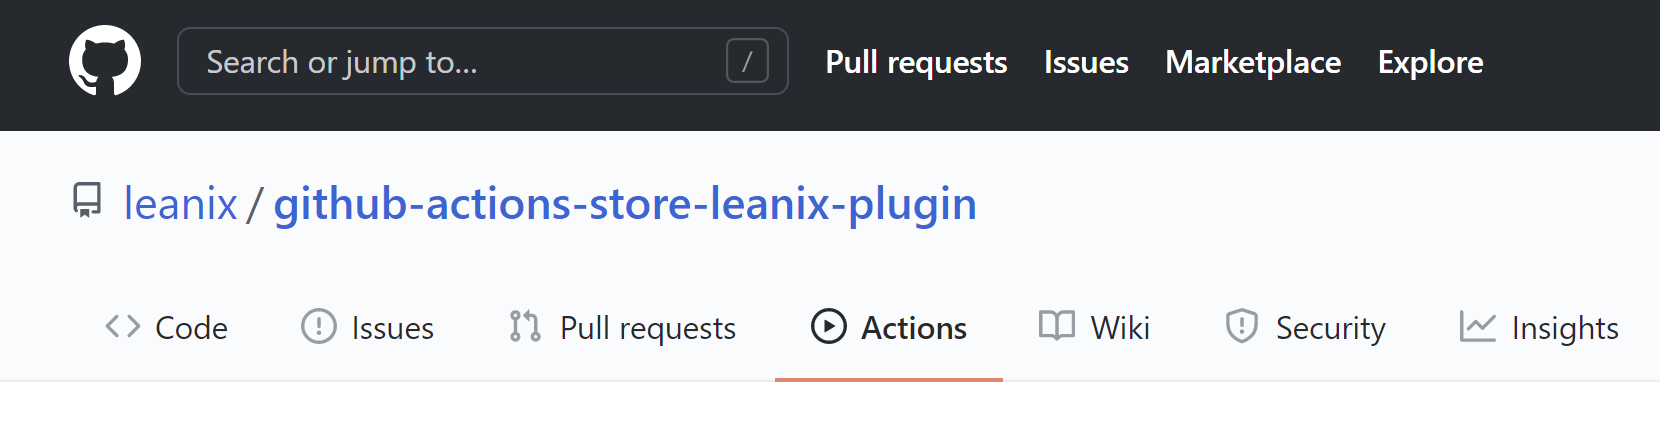 Search or jump to... / Pull requests Issues Marketplace Explore
leanix / github-actions-store-leanix-plugin
Code Issues Pull requests Actions Wiki Security Insights